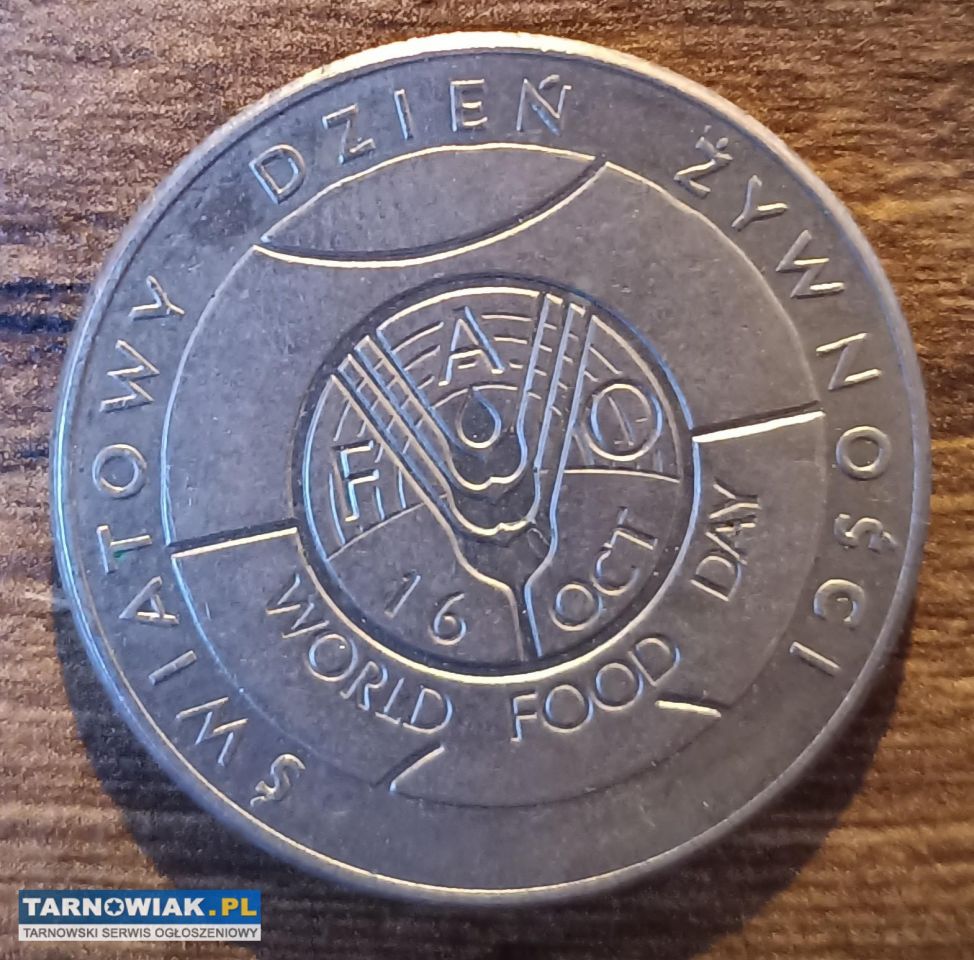 ŚWIATOWY DZIEŃ ŻYWNOŚCI
FAO
16 OCT
WORLD FOOD DAY
TARNOWIAK.PL
TARNOWSKI SERWIS OGŁOSZENIOWY